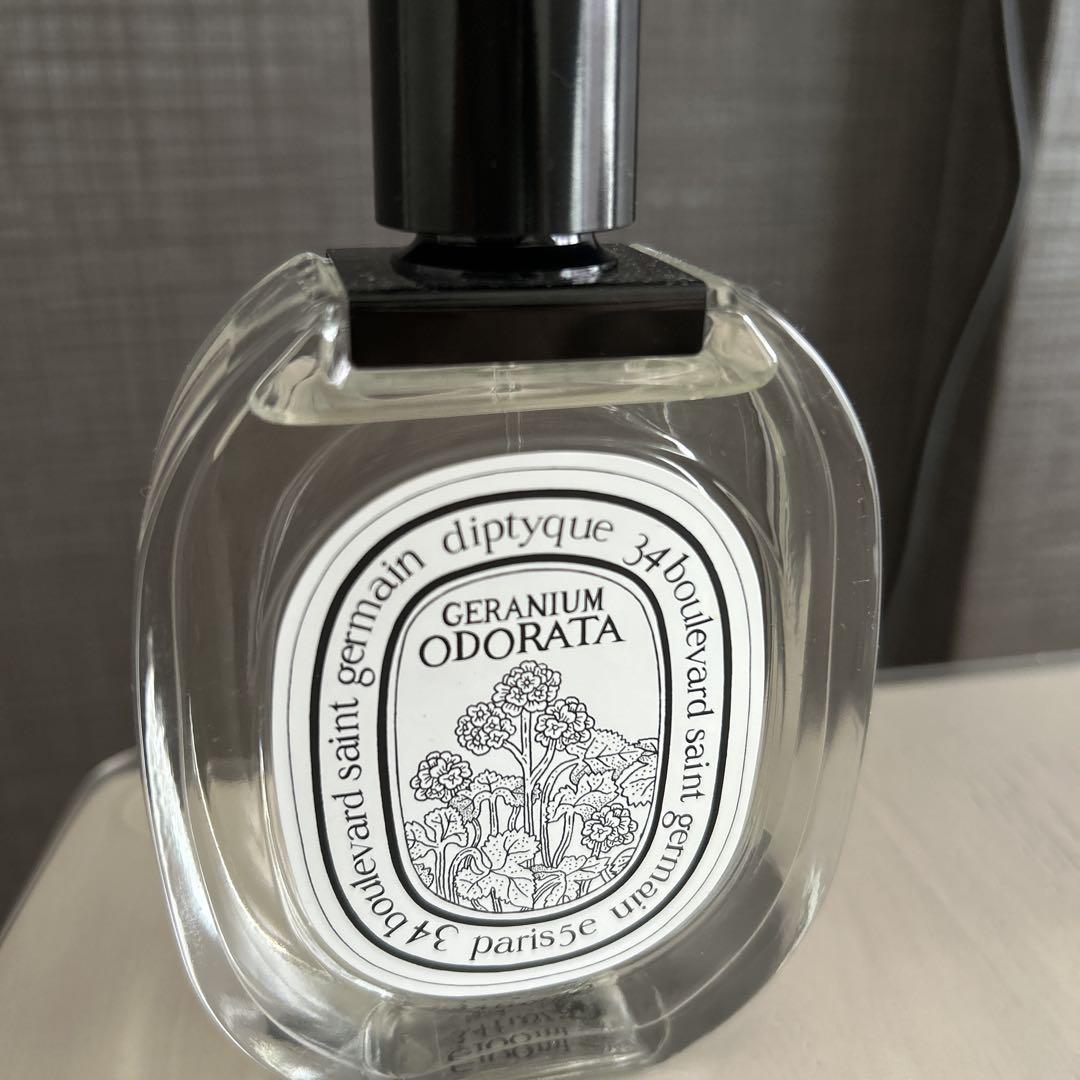 diptyque 34 boulevard saint germain paris5e 34 boulevard saint germain
GERANIUM
ODORATA